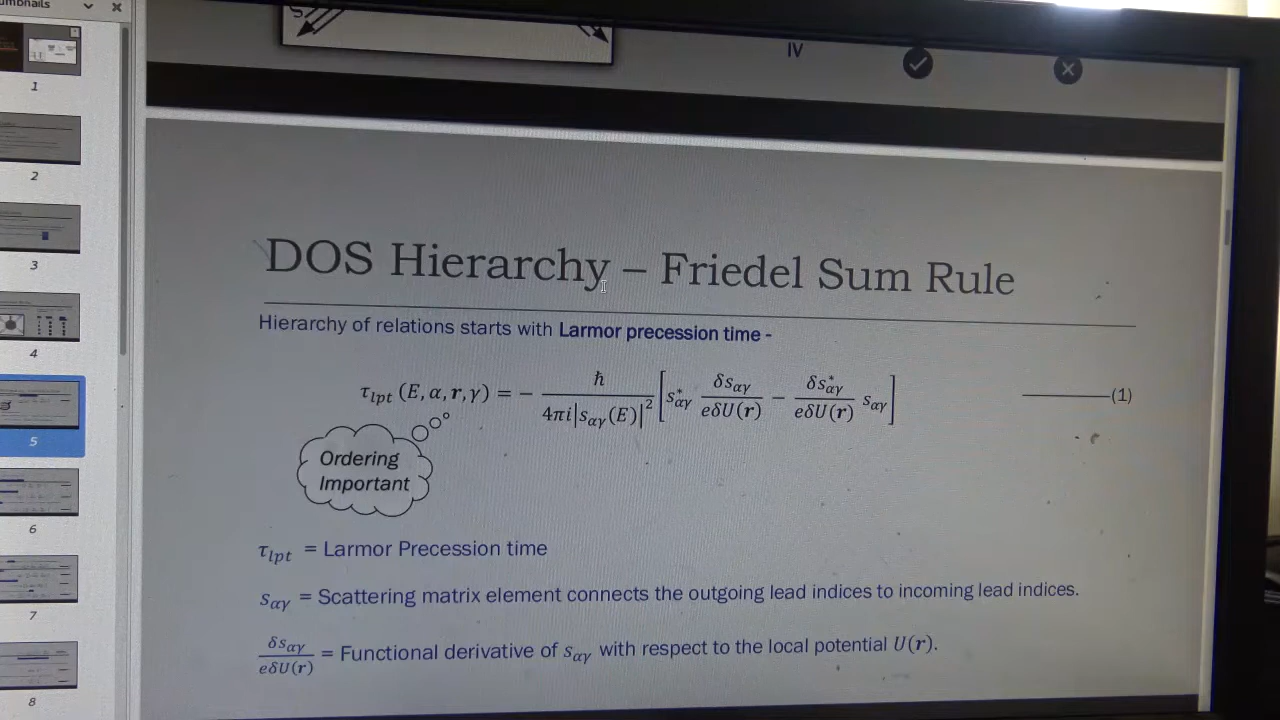 IV
1
2
3
4
5
6
7
8
DOS Hierarchy – Friedel Sum Rule
Hierarchy of relations starts with Larmor precession time -
τ_lpt (E, α, r, γ) = − ħ / 4πi|s_αγ(E)|² [ s*_αγ δs_αγ / eδU(r) − δs*_αγ / eδU(r) s_αγ ] ———(1)
Ordering
Important
τ_lpt = Larmor Precession time
s_αγ = Scattering matrix element connects the outgoing lead indices to incoming lead indices.
δs_αγ / eδU(r) = Functional derivative of s_αγ with respect to the local potential U(r).